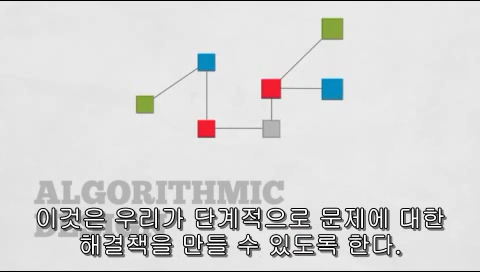 ALGORITHMIC
이것은 우리가 단계적으로 문제에 대한
해결책을 만들 수 있도록 한다.